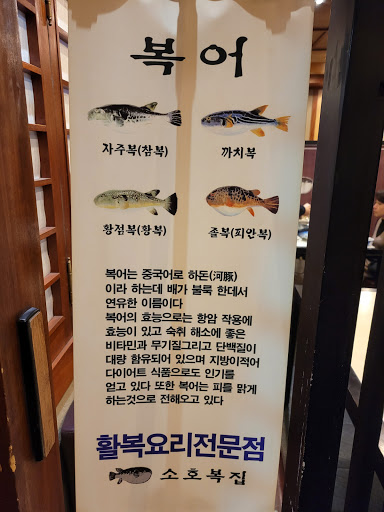 복어
자주복(참복)
까치복
황점복(황복)
졸복(피안복)
복어는 중국어로 하돈(河豚)
이라 하는데 배가 불룩 한데서
연유한 이름이다
복어의 효능으로는 항암 작용에
효능이 있고 숙취 해소에 좋은
비타민과 무기질그리고 단백질이
대량 함유되어 있으며 지방이적어
다이어트 식품으로도 인기를
얻고 있다 또한 복어는 피를 맑게
하는것으로 전해오고 있다
활복요리전문점
소호복집